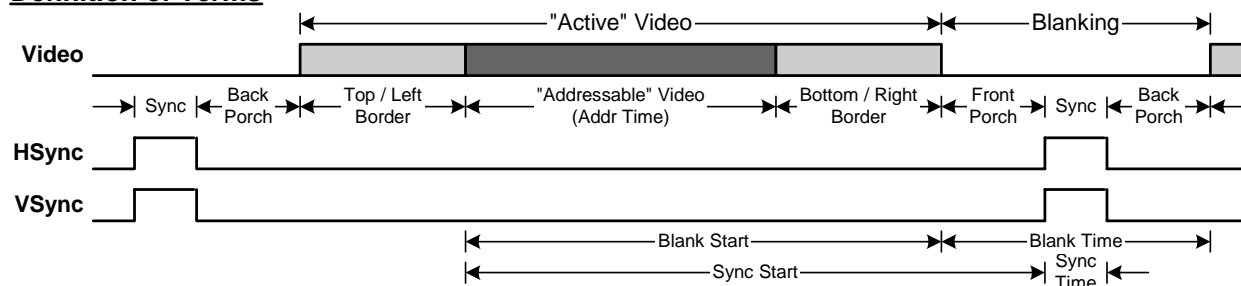 Definition of Terms
"Active" Video
Blanking
Video
Sync
Back Porch
Top / Left Border
"Addressable" Video (Addr Time)
Bottom / Right Border
Front Porch
Sync
Back Porch
HSync
VSync
Blank Start
Blank Time
Sync Start
Sync Time